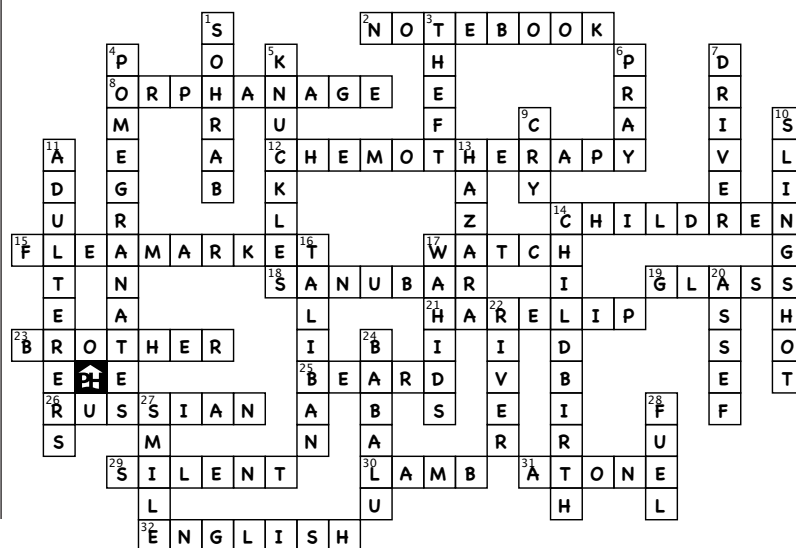 1 S 2 N O 3 T E B O O K
4 P O 5 K H 6 P 7 D
8 O R P H A N A G E E R R
M R U F 9 C A I 10 S
11 A E A 12 C H E M O T 13 H E R A P Y V L
D G B K A Y E I
U R L Z 14 C H I L D R E N
15 F L E A M A R K E 16 T 17 W A T C H G
T N 18 S A N U B A R I 19 G L 20 A S S
E A L 21 H A 22 R E L I P S H
23 B R O T H E R I 24 B I I D S O
E PH E 25 B E A R D V B E T
26 R U S 27 S I A N A B S E I 28 F F
S M N A R R U
29 S I L E N T 30 L A M B 31 A T O N E
L U H L
32 E N G L I S H